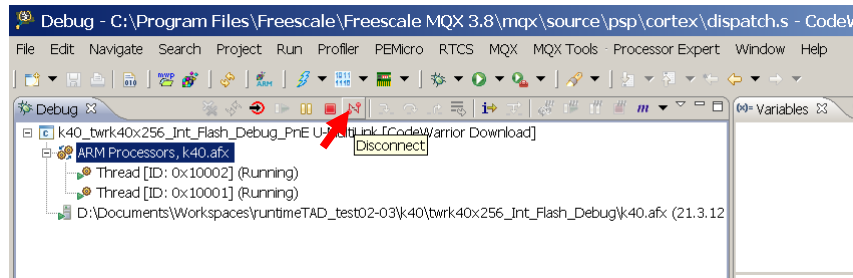 Debug - C:\Program Files\Freescale\Freescale MQX 3.8\mqx\source\psp\cortex\dispatch.s - CodeW
File Edit Navigate Search Project Run Profiler PEMicro RTCS MQX MQX Tools Processor Expert Window Help
Debug
Variables
k40_twrk40x256_Int_Flash_Debug_PnE U-MultiLink [CodeWarrior Download]
Disconnect
ARM Processors, k40.afx
Thread [ID: 0x10002] (Running)
Thread [ID: 0x10001] (Running)
D:\Documents\Workspaces\runtimeTAD_test02-03\k40\twrk40x256_Int_Flash_Debug\k40.afx (21.3.12